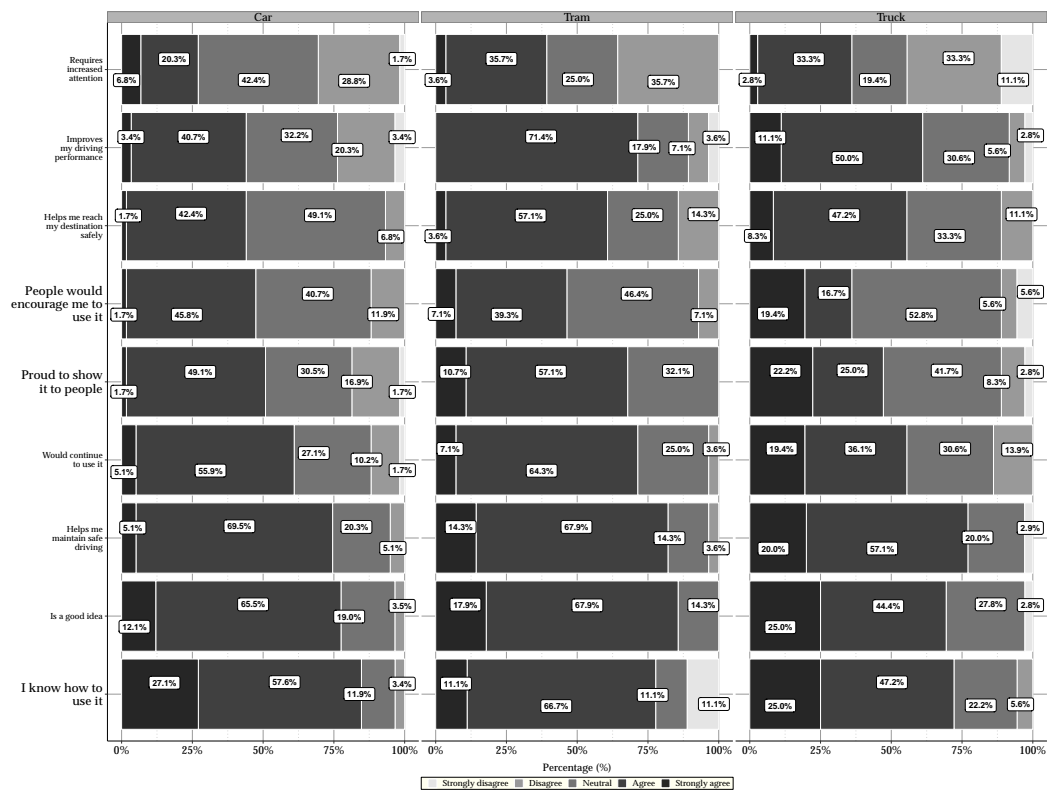 Car Tram Truck
Requires
increased
attention
6.8% 20.3% 42.4% 28.8% 1.7%
3.6% 35.7% 25.0% 35.7%
2.8% 33.3% 19.4% 33.3% 11.1%
Improves
my driving
performance
3.4% 40.7% 32.2% 20.3% 3.4%
71.4% 17.9% 7.1% 3.6%
11.1% 50.0% 30.6% 5.6% 2.8%
Helps me reach
my destination
safely
1.7% 42.4% 49.1% 6.8%
3.6% 57.1% 25.0% 14.3%
8.3% 47.2% 33.3% 11.1%
People would
encourage me to
use it
1.7% 45.8% 40.7% 11.9%
7.1% 39.3% 46.4% 7.1%
19.4% 16.7% 52.8% 5.6% 5.6%
Proud to show
it to people
1.7% 49.1% 30.5% 16.9% 1.7%
10.7% 57.1% 32.1%
22.2% 25.0% 41.7% 8.3% 2.8%
Would continue
to use it
5.1% 55.9% 27.1% 10.2% 1.7%
7.1% 64.3% 25.0% 3.6%
19.4% 36.1% 30.6% 13.9%
Helps me
maintain safe
driving
5.1% 69.5% 20.3% 5.1%
14.3% 67.9% 14.3% 3.6%
20.0% 57.1% 20.0% 2.9%
Is a good idea
12.1% 65.5% 19.0% 3.5%
17.9% 67.9% 14.3%
25.0% 44.4% 27.8% 2.8%
I know how to
use it
27.1% 57.6% 11.9% 3.4%
11.1% 66.7% 11.1% 11.1%
25.0% 47.2% 22.2% 5.6%
0% 25% 50% 75% 100% 0% 25% 50% 75% 100% 0% 25% 50% 75% 100%
Percentage (%)
Strongly disagree Disagree Neutral Agree Strongly agree